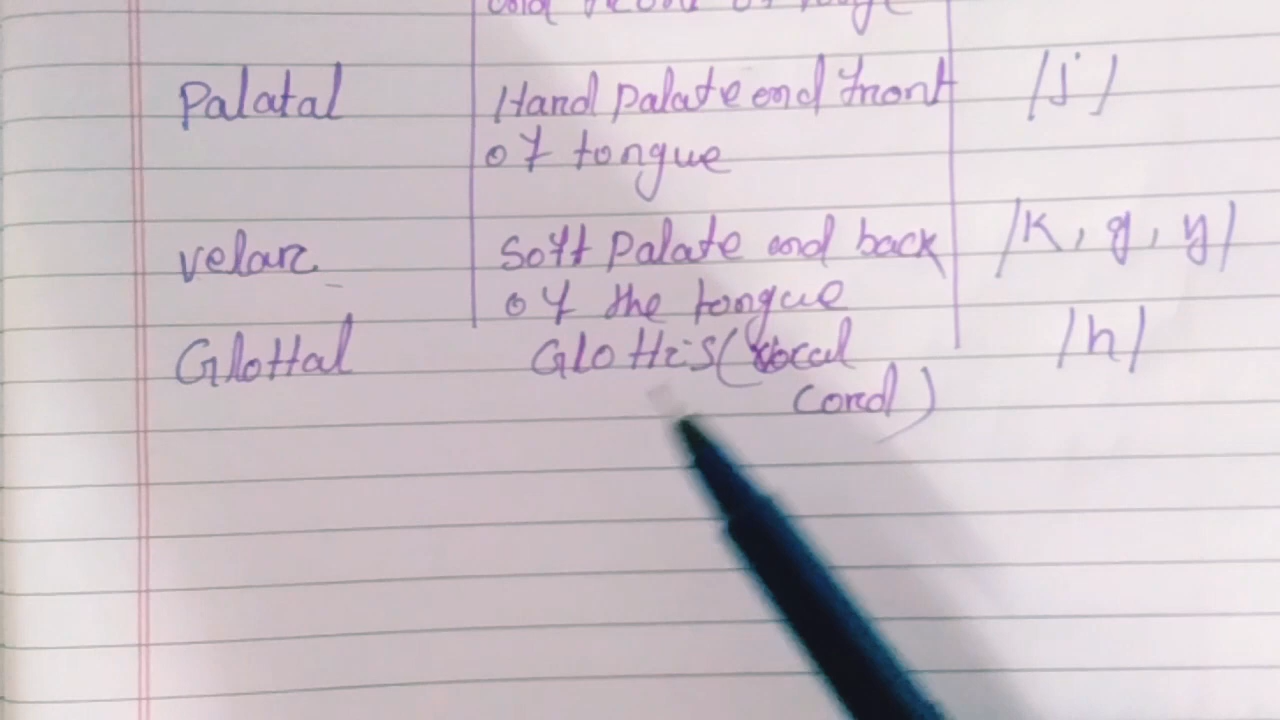 Palatal Hand palate and front /j/
of tongue
velar soft palate and back /k, g, y/
of the tongue
Glottal Glottis (vocal /h/
cord)